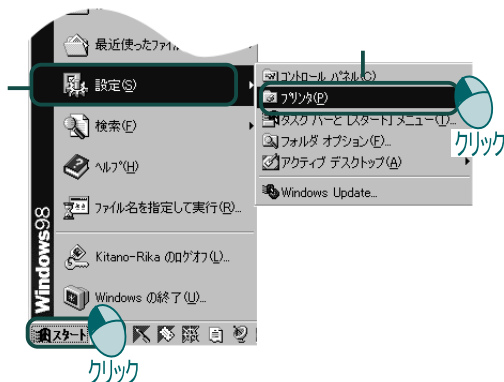 最近使ったファイ
設定(S)
検索(F)
ヘルプ(H)
ファイル名を指定して実行(R)...
Kitano-Rika のログオフ(L)...
Windows の終了(U)...
Windows98
スタート
クリック
コントロール パネル(C)
プリンタ(P)
タスク バーと [スタート] メニュー(T)...
フォルダ オプション(F)...
アクティブ デスクトップ(A)
Windows Update...
クリック